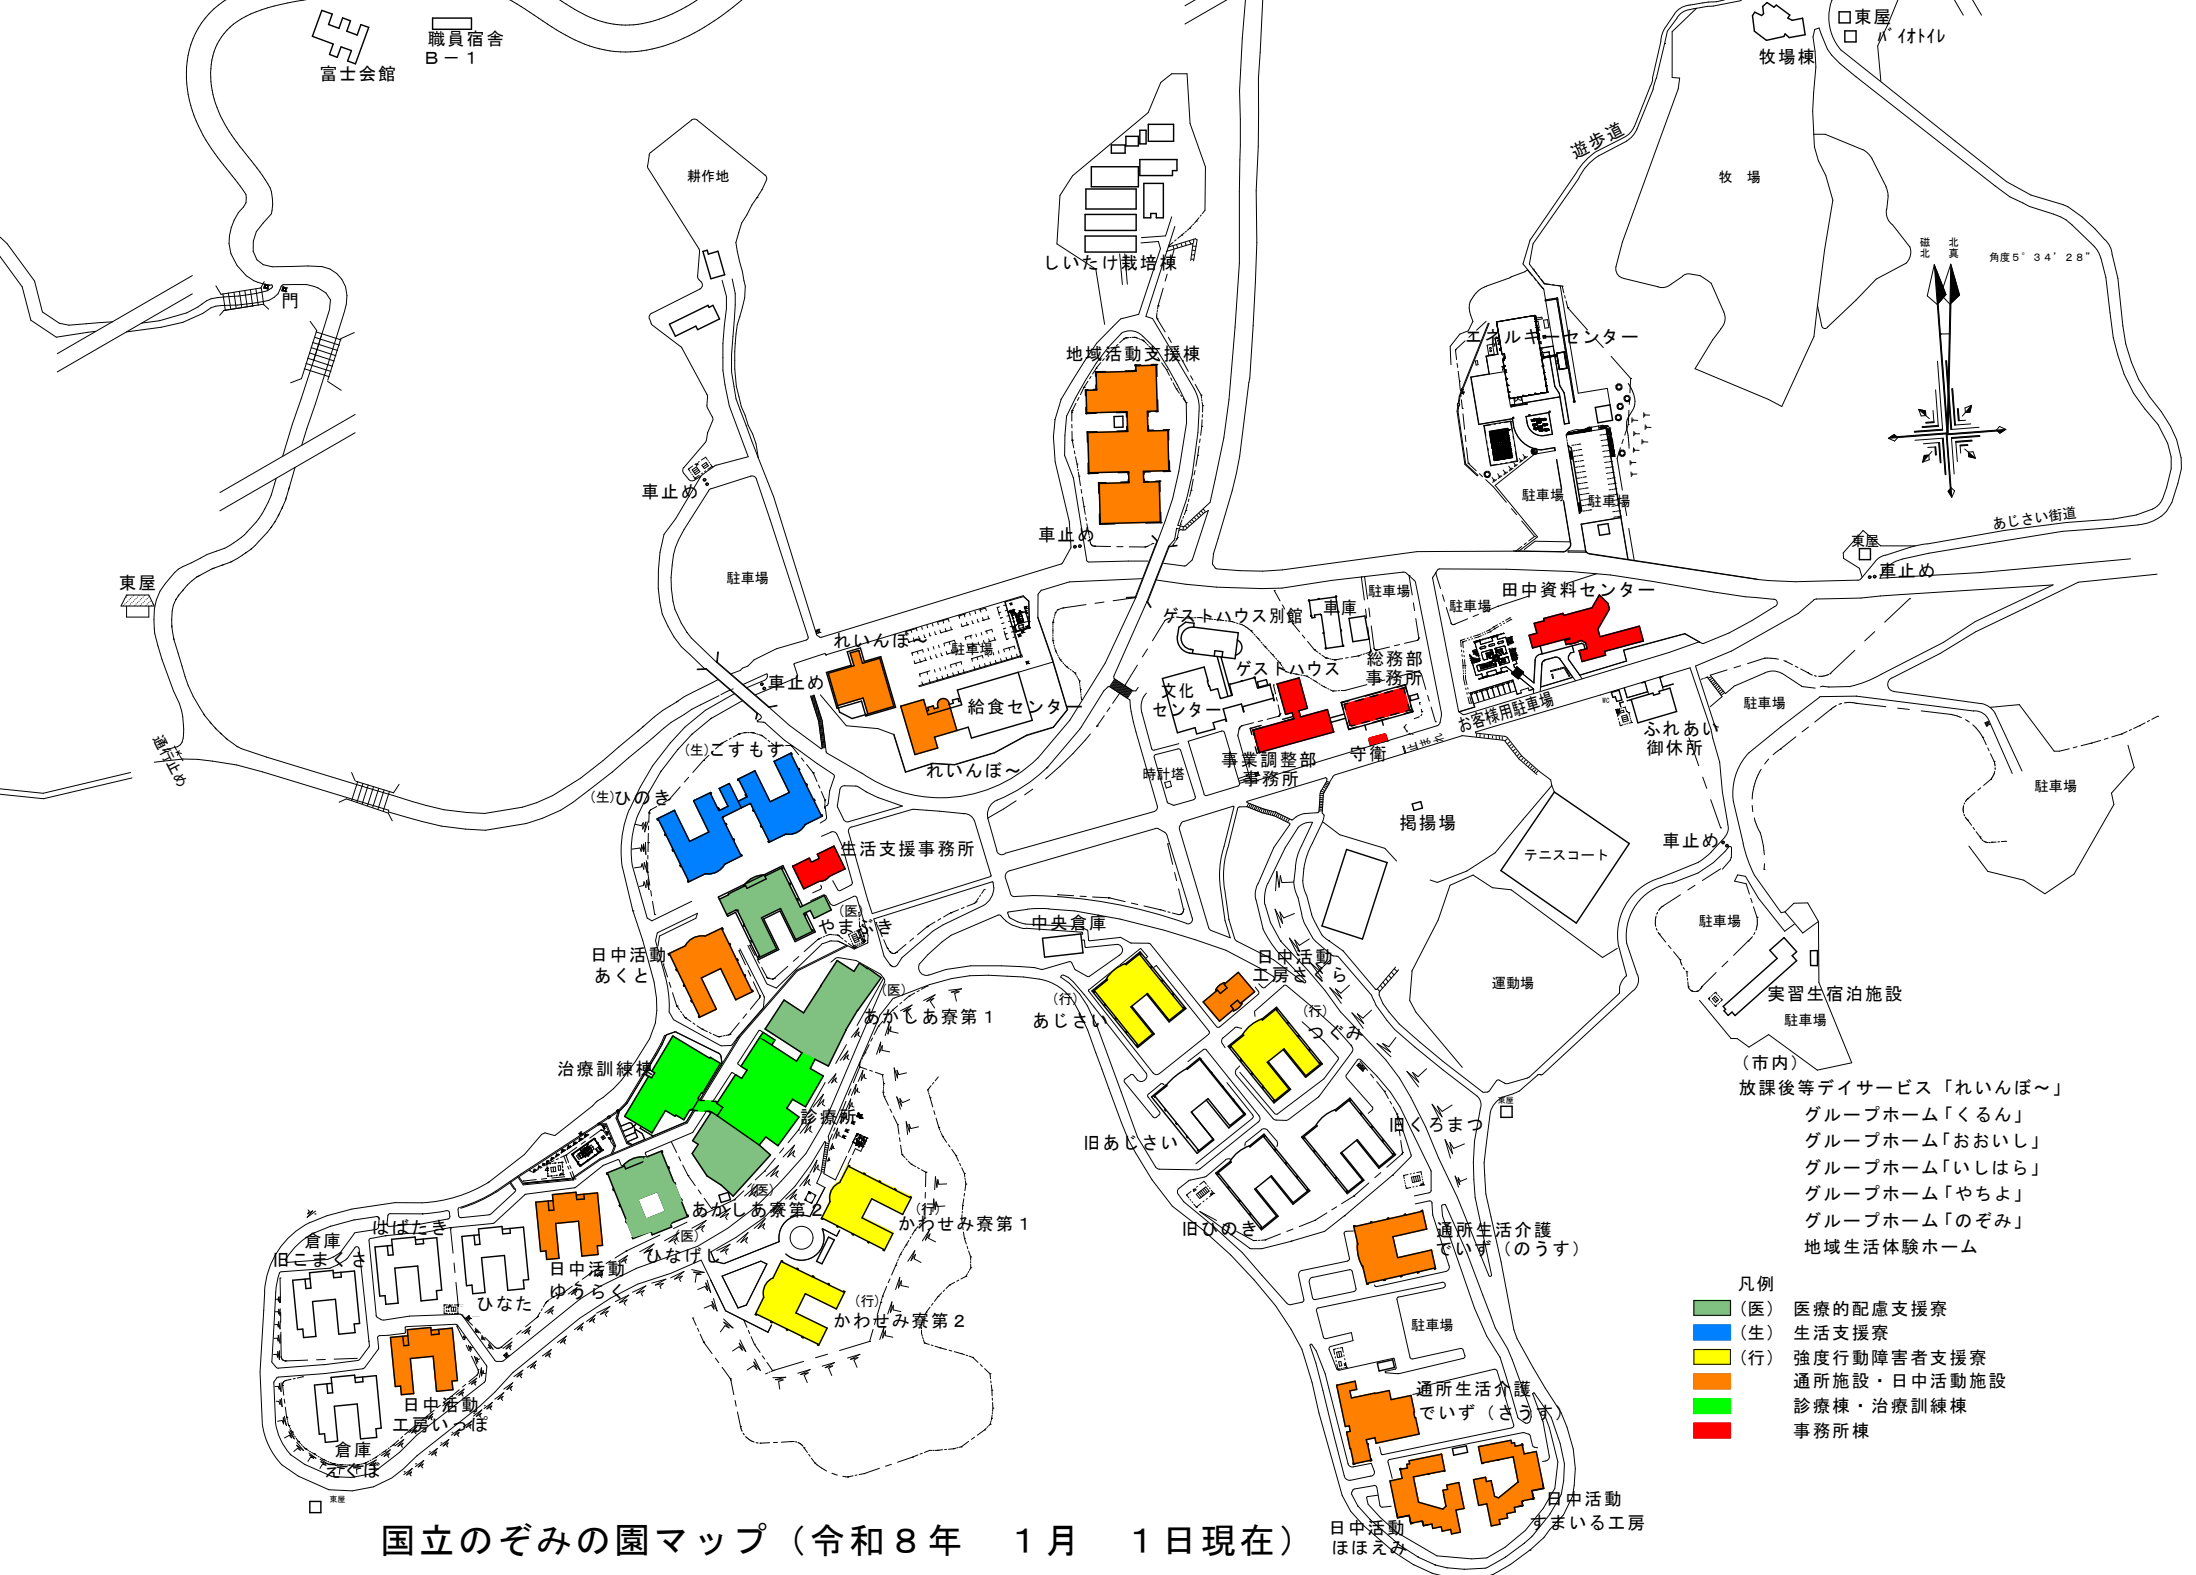 富士会館
職員宿舎
Ｂ－１
牧場棟
東屋
ﾊﾞｲｵﾄｲﾚ
遊歩道
耕作地
牧　場
磁北
真北
角度５°３４′２８″
しいたけ栽培棟
門
エネルギーセンター
地域活動支援棟
車止め
駐車場
駐車場
あじさい街道
車止め
東屋
車止め
東屋
駐車場
田中資料センター
駐車場
駐車場
車庫
ゲストハウス別館
れいんぼ～
駐車場
総務部
事務所
ゲストハウス
車止め
文化
センター
給食センター
お客様用駐車場
駐車場
ふれあい
御休所
通行止め
(生)こすもす
守衛
事業調整部
事務所
れいんぼ～
時計塔
駐車場
(生)ひのき
掲揚場
生活支援事務所
車止め
テニスコート
(医)
やまぶき
中央倉庫
駐車場
日中活動
あくと
日中活動
工房さくら
運動場
実習生宿泊施設
駐車場
(医)
あかしあ寮第１
(行)
あじさい
(行)
つぐみ
治療訓練棟
診療所
旧あじさい
旧くろまつ
東屋
（市内）
放課後等デイサービス「れいんぼ～」
グループホーム「くるん」
グループホーム「おおいし」
グループホーム「いしはら」
グループホーム「やちよ」
グループホーム「のぞみ」
地域生活体験ホーム
(医)
あかしあ寮第２
(行)
かわせみ寮第１
旧ひのき
通所生活介護
でいず（のうす）
はばたき
倉庫
旧こまくさ
(医)
ひなげし
日中活動
ゆうらく
ひなた
(行)
かわせみ寮第２
駐車場
凡例
（医）　医療的配慮支援寮
（生）　生活支援寮
（行）　強度行動障害者支援寮
通所施設・日中活動施設
診療棟・治療訓練棟
事務所棟
通所生活介護
でいず（さうす）
日中活動
工房いっぽ
倉庫
えくぼ
東屋
日中活動
すまいる工房
日中活動
ほほえみ
国立のぞみの園マップ（令和８年　１月　１日現在）